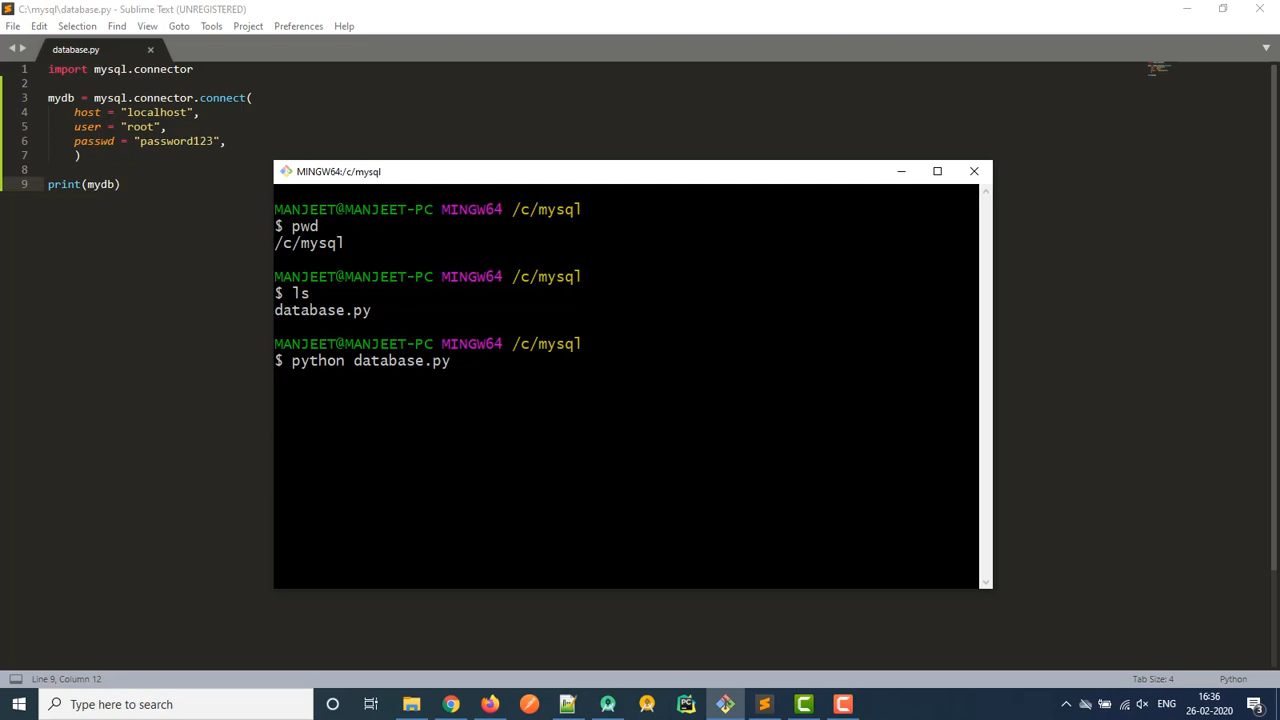 C:\mysql\database.py - Sublime Text (UNREGISTERED)
File Edit Selection Find View Goto Tools Project Preferences Help
database.py
1 import mysql.connector
2
3 mydb = mysql.connector.connect(
4 host = "localhost",
5 user = "root",
6 passwd = "password123",
7 )
8
9 print(mydb)
MINGW64:/c/mysql
MANJEET@MANJEET-PC MINGW64 /c/mysql
$ pwd
/c/mysql
MANJEET@MANJEET-PC MINGW64 /c/mysql
$ ls
database.py
MANJEET@MANJEET-PC MINGW64 /c/mysql
$ python database.py
Line 9, Column 12 Tab Size: 4 Python
Type here to search
PC
ENG
16:36
26-02-2020
3